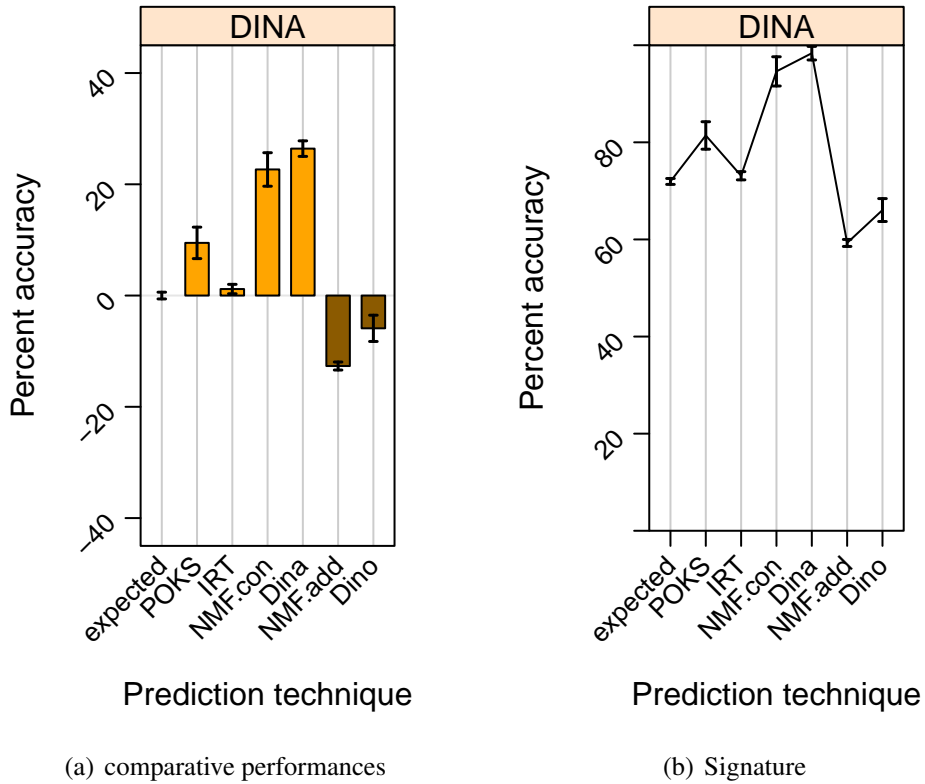 DINA
Percent accuracy
40
20
0
−20
−40
expected
POKS
IRT
NMF.con
Dina
NMF.add
Dino
Prediction technique
(a) comparative performances
DINA
Percent accuracy
80
60
40
20
expected
POKS
IRT
NMF.con
Dina
NMF.add
Dino
Prediction technique
(b) Signature